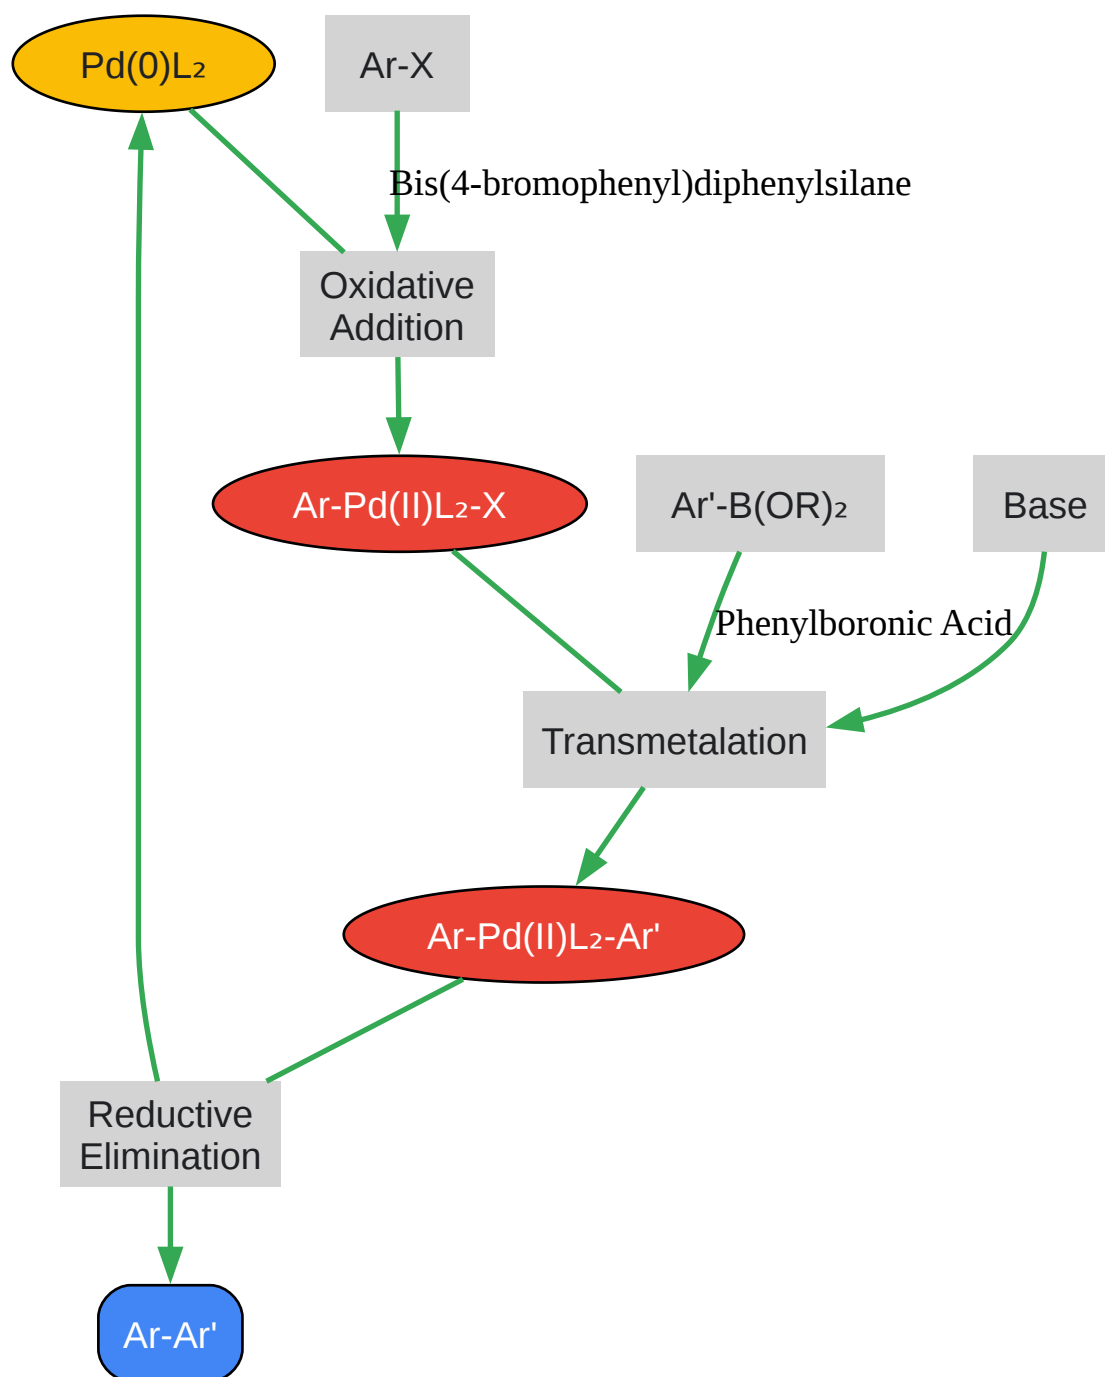 Pd(0)L₂
Ar-X
Bis(4-bromophenyl)diphenylsilane
Oxidative
Addition
Ar-Pd(II)L₂-X
Ar'-B(OR)₂
Base
Phenylboronic Acid
Transmetalation
Ar-Pd(II)L₂-Ar'
Reductive
Elimination
Ar-Ar'